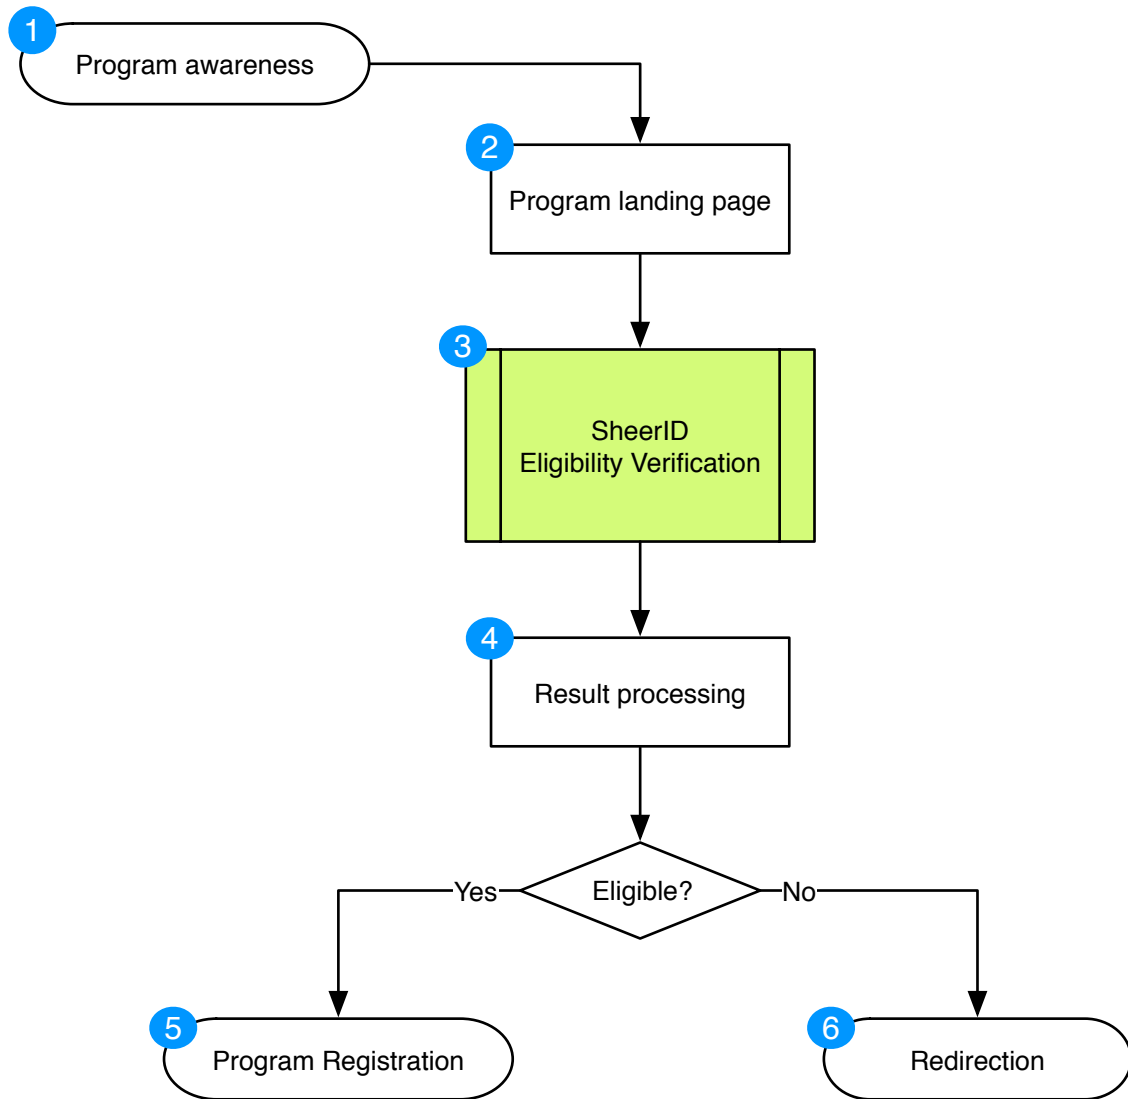 1
Program awareness
2
Program landing page
3
SheerID
Eligibility Verification
4
Result processing
Eligible?
Yes
No
5
Program Registration
6
Redirection